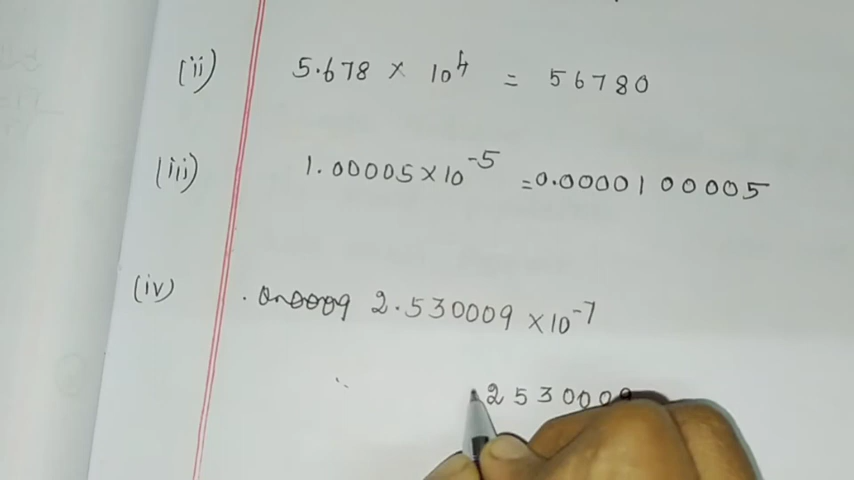 (ii) 5.678 × 10⁴ = 56780
(iii) 1.00005 × 10⁻⁵ = 0.0000100005
(iv) 2.530009 × 10⁻⁷
2530009